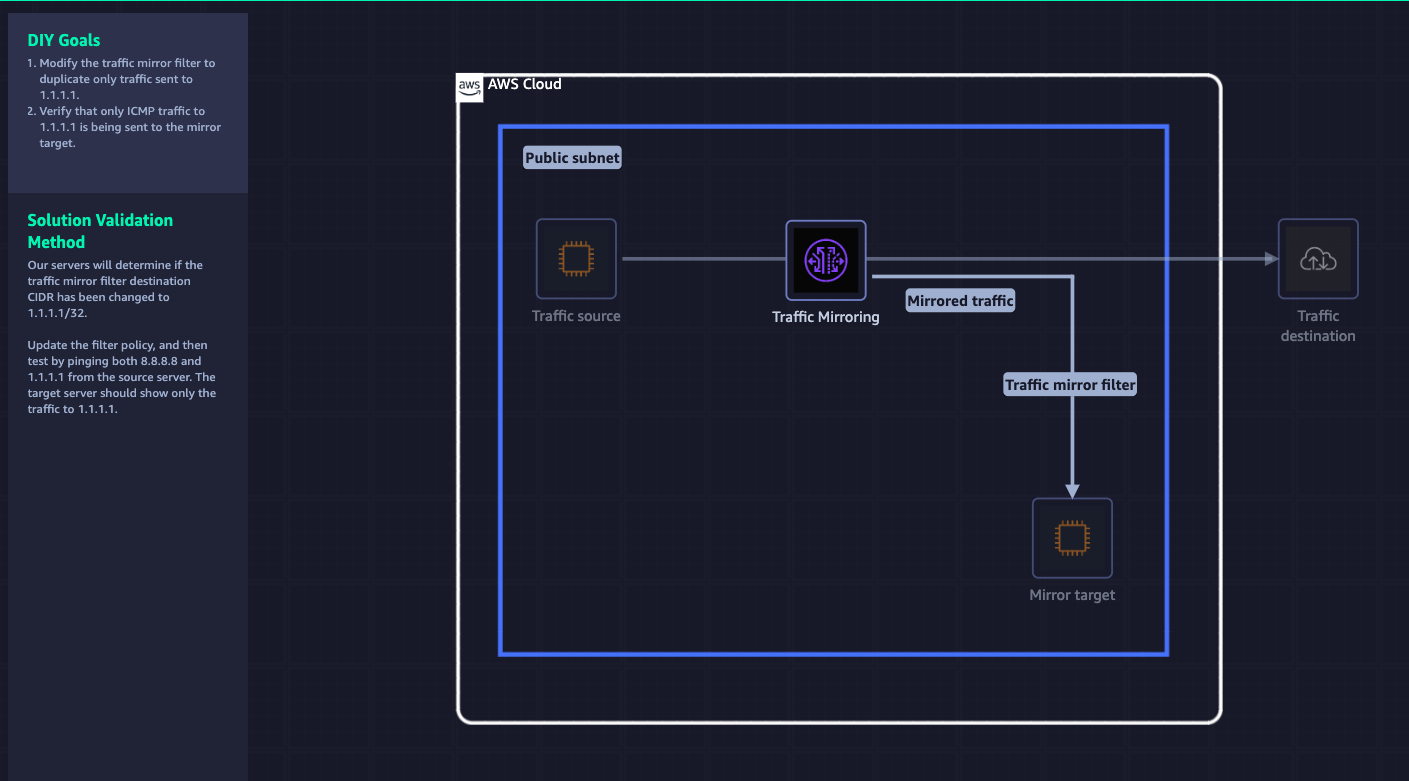 DIY Goals
1. Modify the traffic mirror filter to
duplicate only traffic sent to
1.1.1.1.
2. Verify that only ICMP traffic to
1.1.1.1 is being sent to the mirror
target.
Solution Validation
Method
Our servers will determine if the
traffic mirror filter destination
CIDR has been changed to
1.1.1.1/32.
Update the filter policy, and then
test by pinging both 8.8.8.8 and
1.1.1.1 from the source server. The
target server should show only the
traffic to 1.1.1.1.
aws
AWS Cloud
Public subnet
Traffic source
Traffic Mirroring
Mirrored traffic
Traffic
destination
Traffic mirror filter
Mirror target